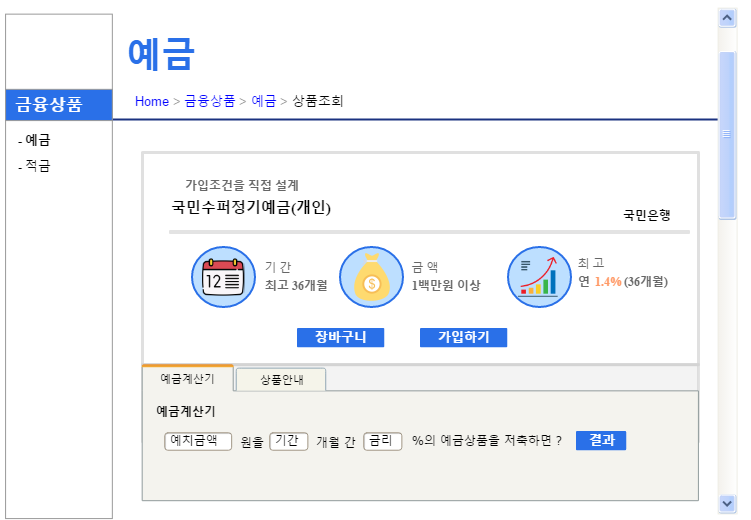 예금
Home > 금융상품 > 예금 > 상품조회
금융상품
- 예금
- 적금
가입조건을 직접 설계
국민수퍼정기예금(개인)
국민은행
12
기 간
최고 36개월
$
금 액
1백만원 이상
최 고
연 1.4% (36개월)
장바구니
가입하기
예금계산기
상품안내
예금계산기
예치금액 원을 기간 개월 간 금리 %의 예금상품을 저축하면 ? 결과